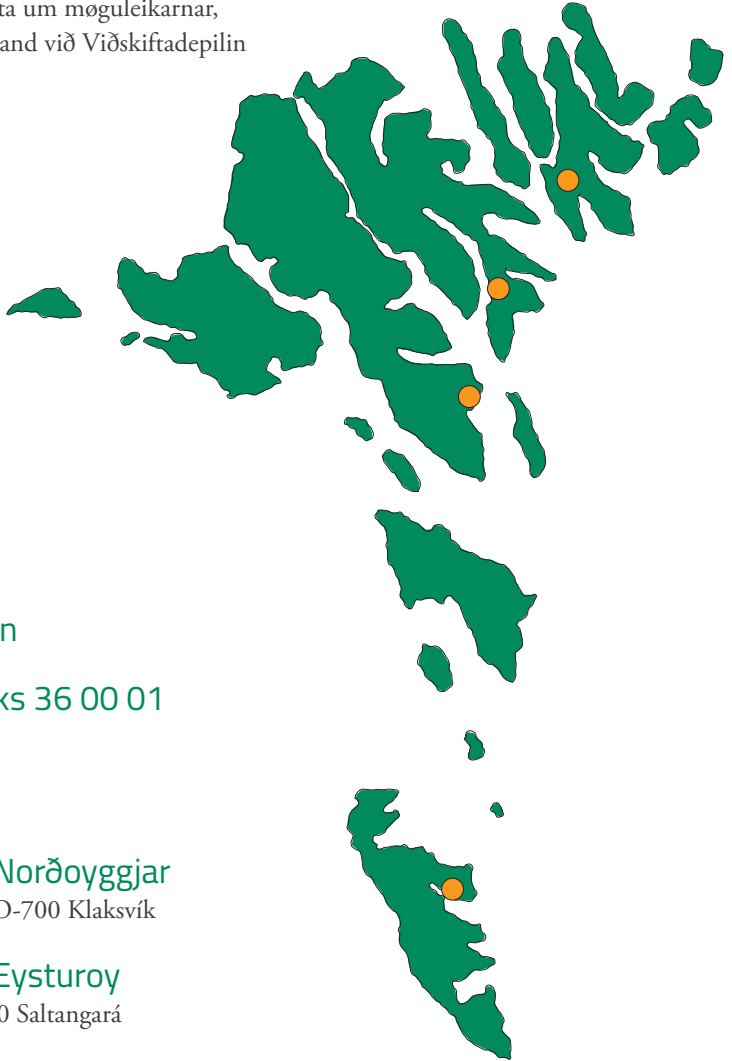 ta um møguleikarnar,
and við Viðskiftadepilin
n
ks 36 00 01
Norðoyggjar
O-700 Klaksvík
Eysturoy
0 Saltangará